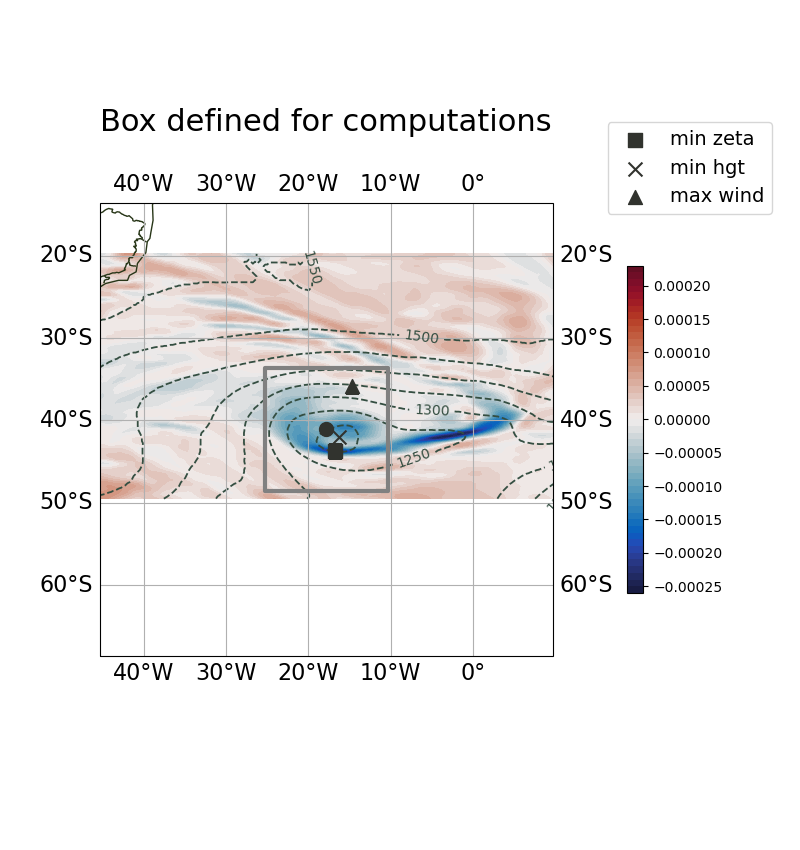 Box defined for computations
min zeta
min hgt
max wind
40°W 30°W 20°W 10°W 0°
20°S 20°S
30°S 30°S
40°S 40°S
50°S 50°S
60°S 60°S
40°W 30°W 20°W 10°W 0°
1550
1500
1300
1250
0.00020
0.00015
0.00010
0.00005
0.00000
−0.00005
−0.00010
−0.00015
−0.00020
−0.00025